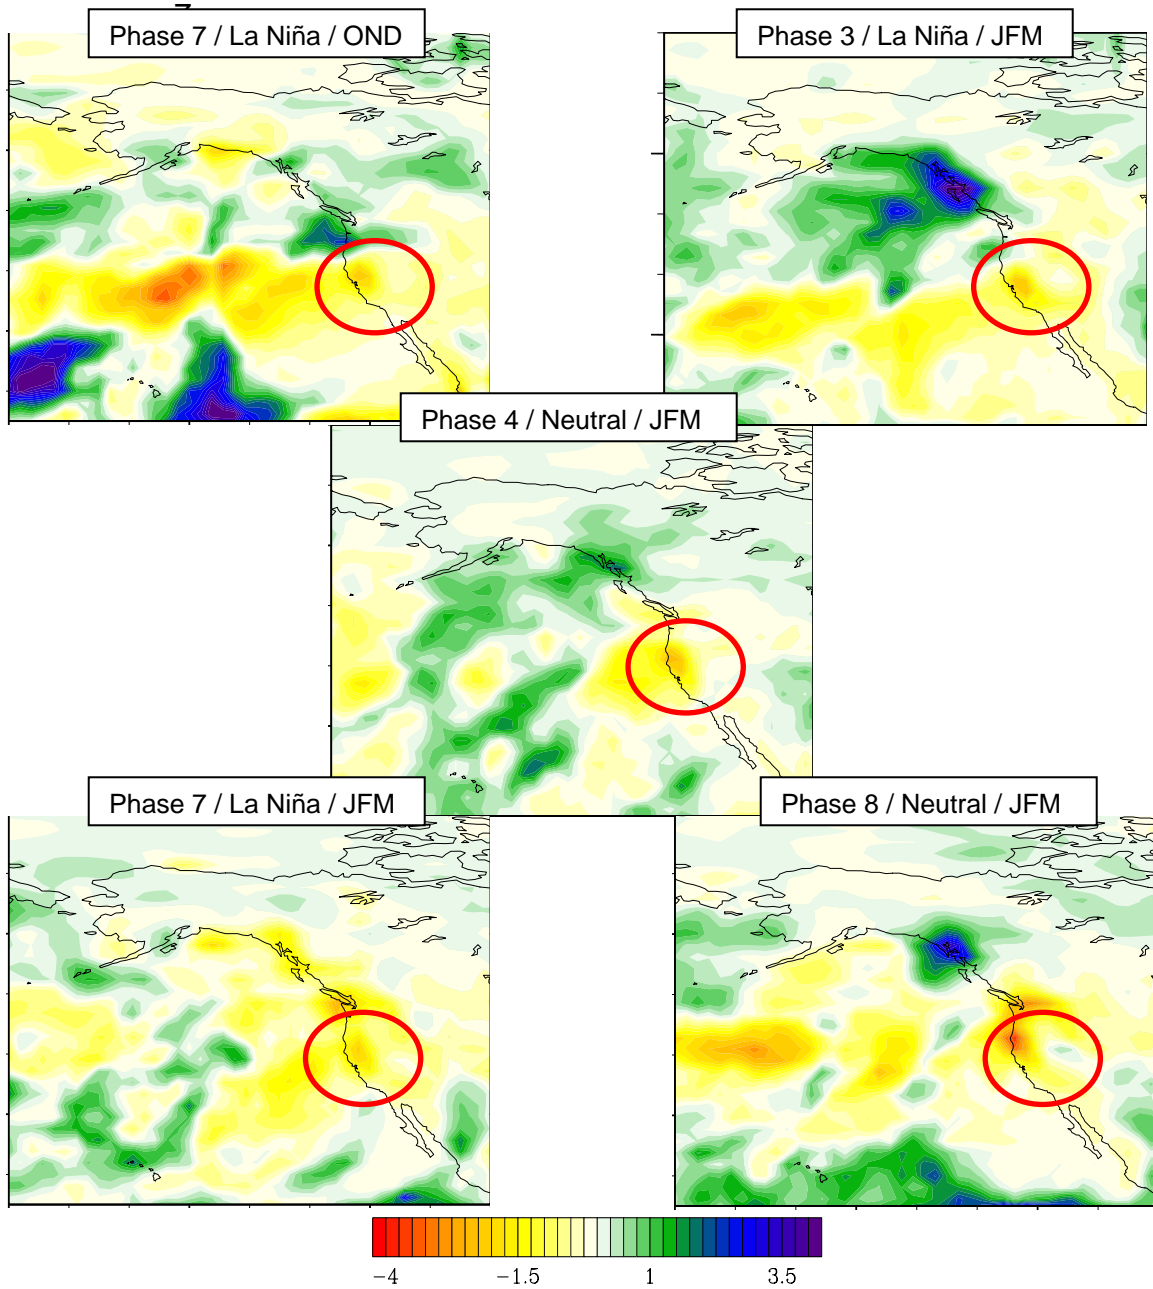 Phase 7 / La Niña / OND
Phase 3 / La Niña / JFM
Phase 4 / Neutral / JFM
Phase 7 / La Niña / JFM
Phase 8 / Neutral / JFM
−4 −1.5 1 3.5